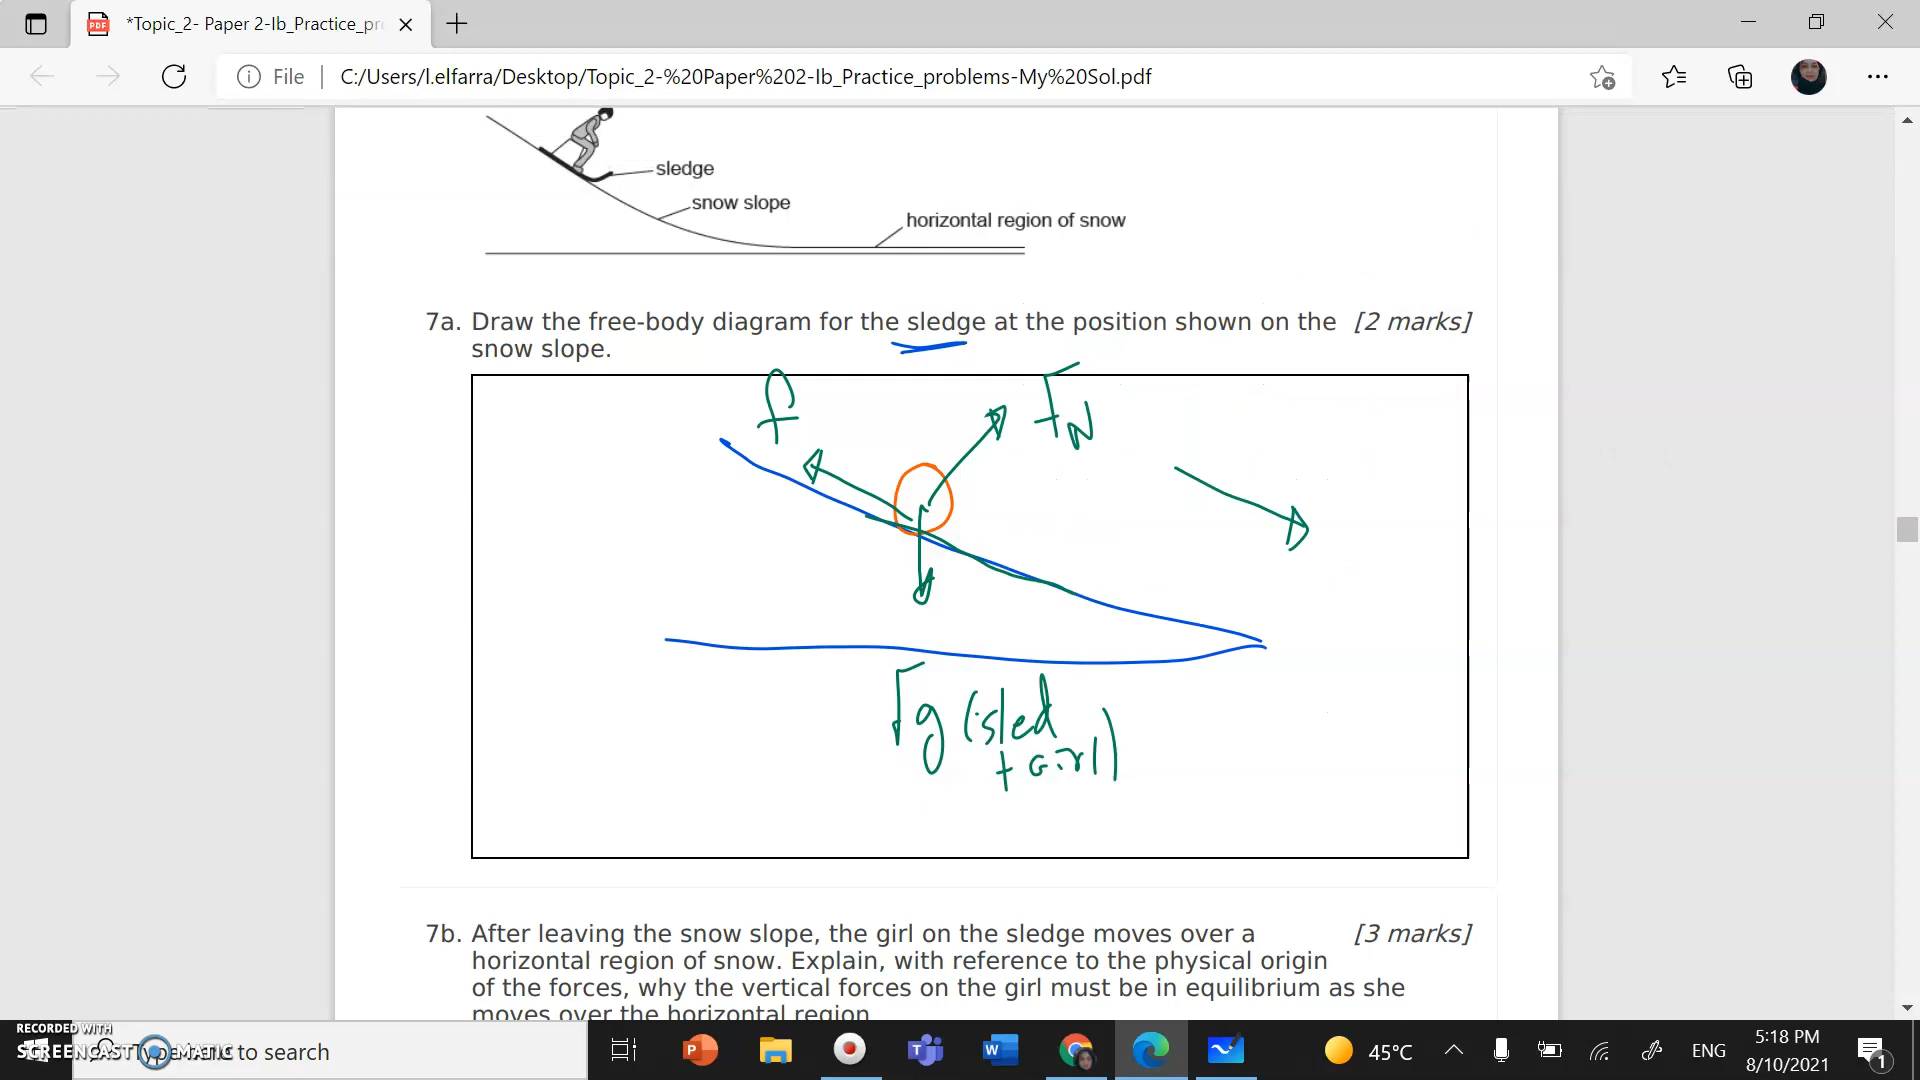 *Topic_2- Paper 2-Ib_Practice_pr
File
C:/Users/l.elfarra/Desktop/Topic_2-%20Paper%202-Ib_Practice_problems-My%20Sol.pdf
sledge
snow slope
horizontal region of snow
7a. Draw the free-body diagram for the sledge at the position shown on the [2 marks]
snow slope.
f
FN
Fg (sled
+ Girl)
7b. After leaving the snow slope, the girl on the sledge moves over a [3 marks]
horizontal region of snow. Explain, with reference to the physical origin
of the forces, why the vertical forces on the girl must be in equilibrium as she
moves over the horizontal region
RECORDED WITH
SCREENCAST MATIC
to search
45°C
ENG
5:18 PM
8/10/2021
1